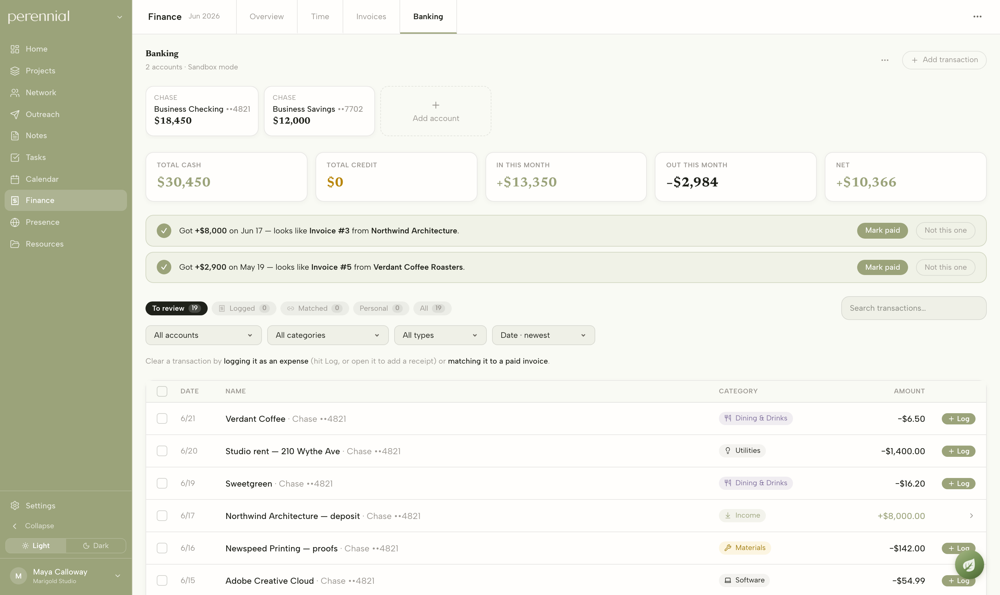 perennial
Home
Projects
Network
Outreach
Notes
Tasks
Calendar
Finance
Presence
Resources
Settings
Collapse
Light Dark
M Maya Calloway
Marigold Studio
Finance Jun 2026 Overview Time Invoices Banking
Banking
2 accounts · Sandbox mode
+ Add transaction
CHASE
Business Checking ••4821
$18,450
CHASE
Business Savings ••7702
$12,000
+
Add account
TOTAL CASH
$30,450
TOTAL CREDIT
$0
IN THIS MONTH
+$13,350
OUT THIS MONTH
–$2,984
NET
+$10,366
Got +$8,000 on Jun 17 — looks like Invoice #3 from Northwind Architecture. Mark paid Not this one
Got +$2,900 on May 19 — looks like Invoice #5 from Verdant Coffee Roasters. Mark paid Not this one
To review 19 Logged 0 Matched 0 Personal 0 All 19 Search transactions...
All accounts All categories All types Date · newest
Clear a transaction by logging it as an expense (hit Log, or open it to add a receipt) or matching it to a paid invoice.
DATE NAME CATEGORY AMOUNT
6/21 Verdant Coffee · Chase ••4821 Dining & Drinks –$6.50 + Log
6/20 Studio rent — 210 Wythe Ave · Chase ••4821 Utilities –$1,400.00 + Log
6/19 Sweetgreen · Chase ••4821 Dining & Drinks –$16.20 + Log
6/17 Northwind Architecture — deposit · Chase ••4821 Income +$8,000.00
6/16 Newspeed Printing — proofs · Chase ••4821 Materials –$142.00 + Log
6/15 Adobe Creative Cloud · Chase ••4821 Software –$54.99 + Log